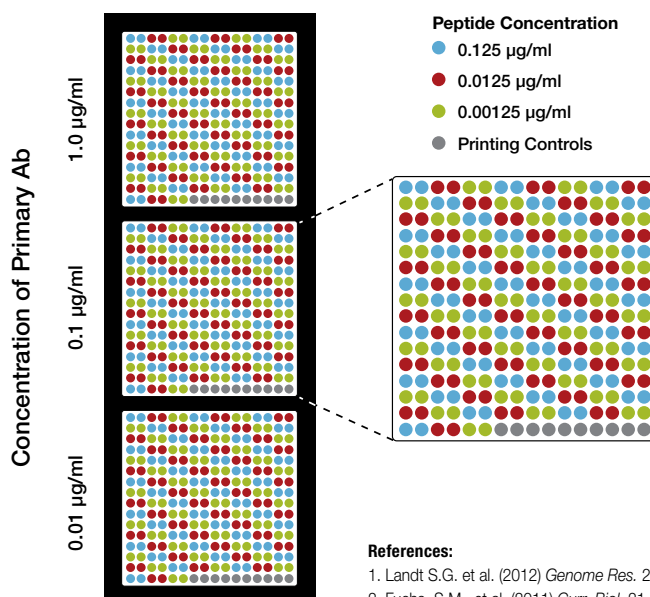 Peptide Concentration
0.125 µg/ml
0.0125 µg/ml
0.00125 µg/ml
Printing Controls
Concentration of Primary Ab
1.0 µg/ml
0.1 µg/ml
0.01 µg/ml
References:
1. Landt S.G. et al. (2012) Genome Res. 2